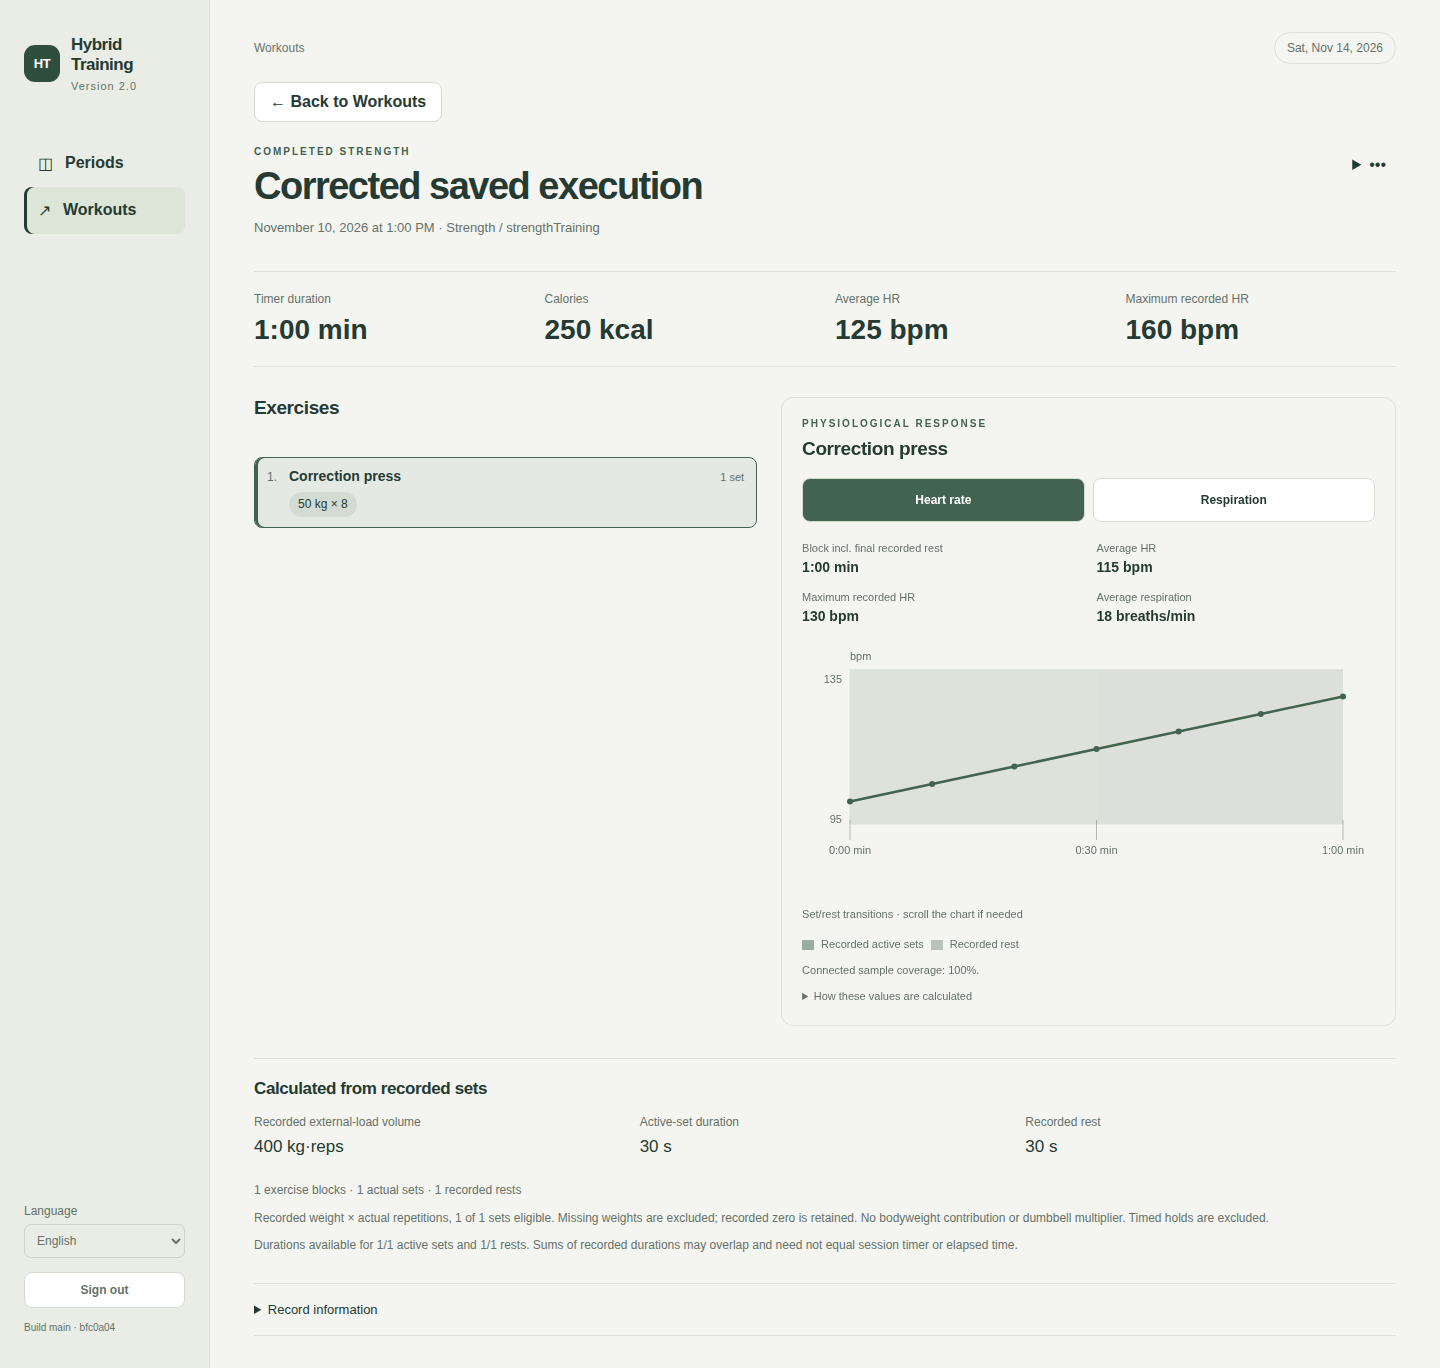 HT
Hybrid
Training
Version 2.0
Periods
Workouts
Language
English
Sign out
Build main · bfc0a04
Workouts
Sat, Nov 14, 2026
← Back to Workouts
COMPLETED STRENGTH
Corrected saved execution
November 10, 2026 at 1:00 PM · Strength / strengthTraining
Timer duration
1:00 min
Calories
250 kcal
Average HR
125 bpm
Maximum recorded HR
160 bpm
Exercises
1. Correction press 1 set
50 kg × 8
PHYSIOLOGICAL RESPONSE
Correction press
Heart rate
Respiration
Block incl. final recorded rest
1:00 min
Average HR
115 bpm
Maximum recorded HR
130 bpm
Average respiration
18 breaths/min
bpm
135
95
0:00 min 0:30 min 1:00 min
Set/rest transitions · scroll the chart if needed
Recorded active sets Recorded rest
Connected sample coverage: 100%.
How these values are calculated
Calculated from recorded sets
Recorded external-load volume
400 kg·reps
Active-set duration
30 s
Recorded rest
30 s
1 exercise blocks · 1 actual sets · 1 recorded rests
Recorded weight × actual repetitions, 1 of 1 sets eligible. Missing weights are excluded; recorded zero is retained. No bodyweight contribution or dumbbell multiplier. Timed holds are excluded.
Durations available for 1/1 active sets and 1/1 rests. Sums of recorded durations may overlap and need not equal session timer or elapsed time.
Record information